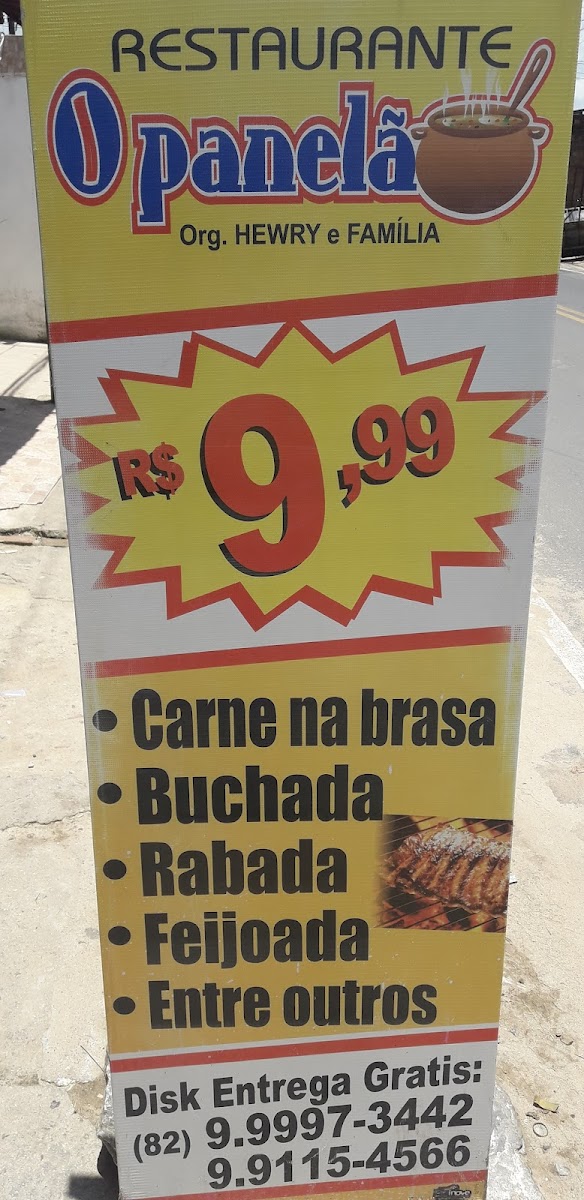 RESTAURANTE
O panelã
Org. HEWRY e FAMÍLIA
R$ 9,99
• Carne na brasa
• Buchada
• Rabada
• Feijoada
• Entre outros
Disk Entrega Gratis:
(82) 9.9997-3442
9.9115-4566